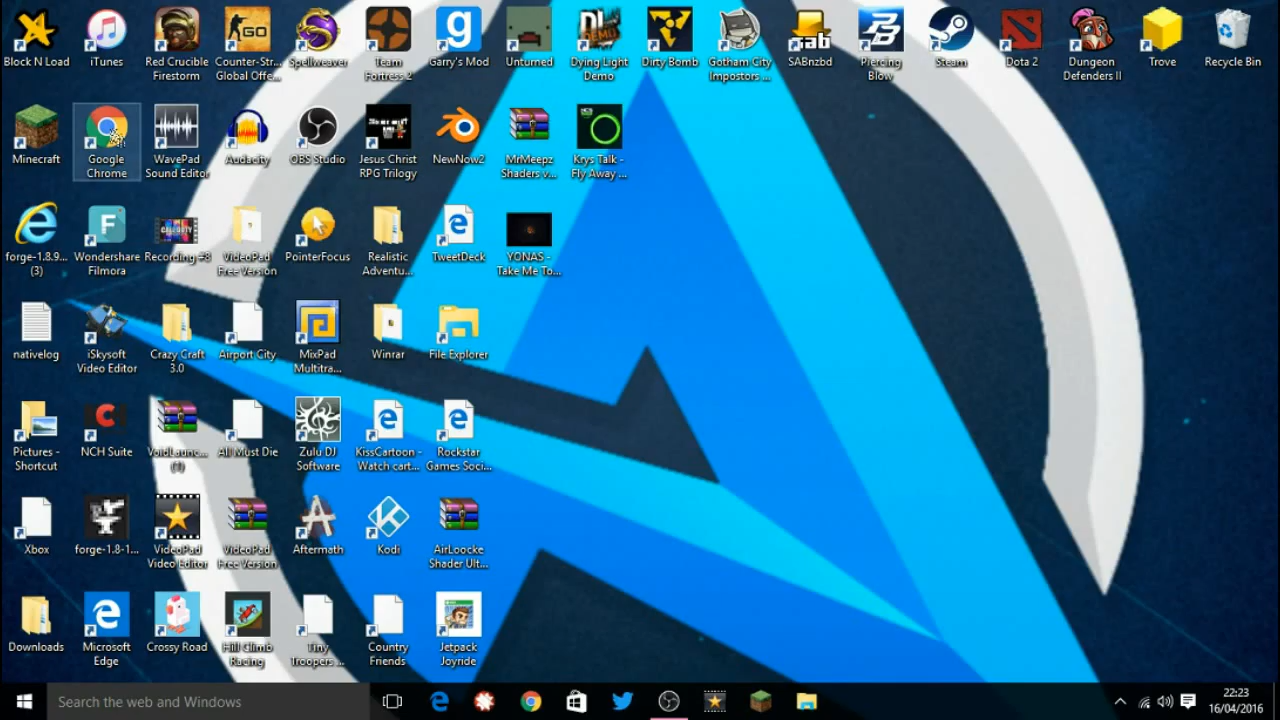 Block N Load
iTunes
Red Crucible
Firestorm
Counter-Str...
Global Offe...
Spellweaver
Team
Fortress 2
Garry's Mod
Unturned
Dying Light
Demo
Dirty Bomb
Gotham City
Impostors ...
SABnzbd
Piercing
Blow
Steam
Dota 2
Dungeon
Defenders II
Trove
Recycle Bin
Minecraft
Google
Chrome
WavePad
Sound Editor
Audacity
OBS Studio
Jesus Christ
RPG Trilogy
NewNow2
MrMeepz
Shaders v...
Krys Talk -
Fly Away ...
forge-1.8.9...
(3)
Wondershare
Filmora
Recording #8
VideoPad
Free Version
PointerFocus
Realistic
Adventu...
TweetDeck
YONAS -
Take Me To...
nativelog
iSkysoft
Video Editor
Crazy Craft
3.0
Airport City
MixPad
Multitra...
Winrar
File Explorer
Pictures -
Shortcut
NCH Suite
VoidLaunc...
(1)
All Must Die
Zulu DJ
Software
KissCartoon -
Watch cart...
Rockstar
Games Soci...
Xbox
forge-1.8-1...
VideoPad
Video Editor
VideoPad
Free Version
Aftermath
Kodi
AirLoocke
Shader Ult...
Downloads
Microsoft
Edge
Crossy Road
Hill Climb
Racing
Tiny
Troopers ...
Country
Friends
Jetpack
Joyride
Search the web and Windows
22:23
16/04/2016